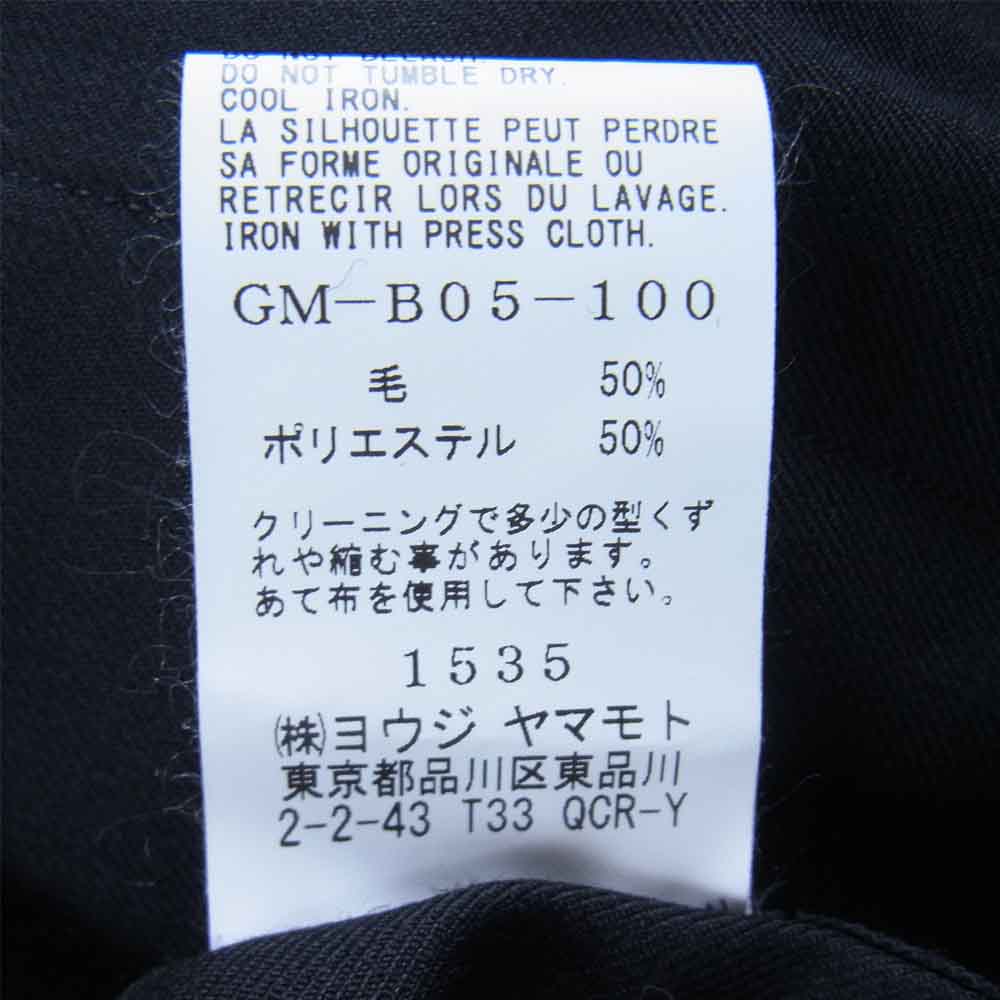 DO NOT BLEACH.
DO NOT TUMBLE DRY.
COOL IRON.
LA SILHOUETTE PEUT PERDRE
SA FORME ORIGINALE OU
RETRECIR LORS DU LAVAGE.
IRON WITH PRESS CLOTH.
GM-B05-100
毛 50%
ポリエステル 50%
クリーニングで多少の型くず
れや縮む事があります。
あて布を使用して下さい。
1535
(株)ヨウジ ヤマモト
東京都品川区東品川
2-2-43 T33 QCR-Y